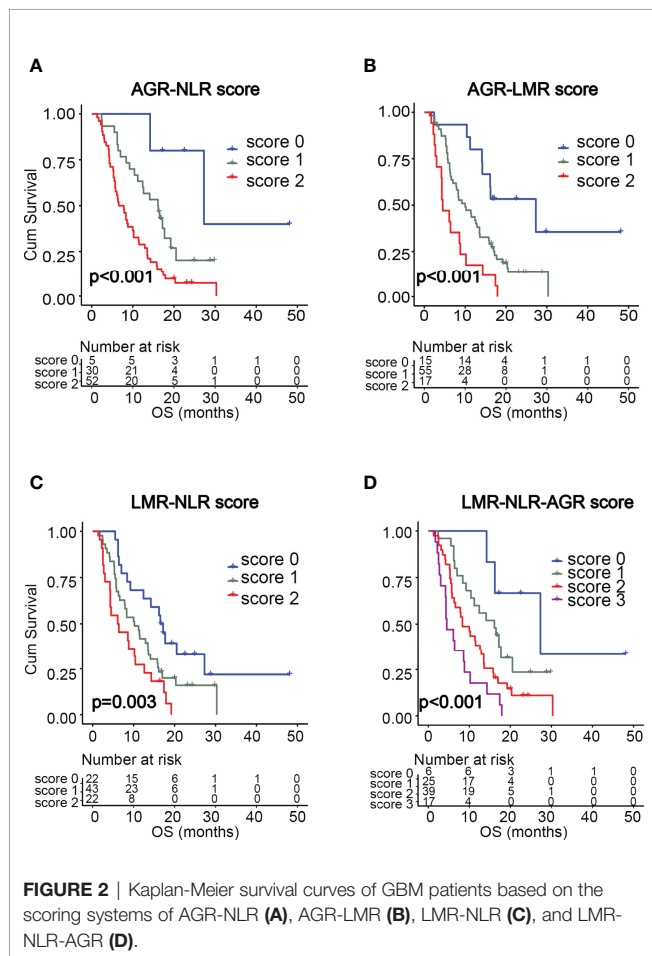 A
AGR-NLR score
1.00
0.75
0.50
0.25
0.00
Cum Survival
score 0
score 1
score 2
p<0.001
0 10 20 30 40 50
Number at risk
score 0 5 5 3 1 1 0
score 1 30 21 4 0 0 0
score 2 52 20 5 1 0 0
0 10 20 30 40 50
OS (months)
B
AGR-LMR score
1.00
0.75
0.50
0.25
0.00
score 0
score 1
score 2
p<0.001
0 10 20 30 40 50
Number at risk
score 0 15 14 4 1 1 0
score 1 55 28 8 1 0 0
score 2 17 4 0 0 0 0
0 10 20 30 40 50
OS (months)
C
LMR-NLR score
1.00
0.75
0.50
0.25
0.00
Cum Survival
score 0
score 1
score 2
p=0.003
0 10 20 30 40 50
Number at risk
score 0 22 15 6 1 1 0
score 1 43 23 6 1 0 0
score 2 22 8 0 0 0 0
0 10 20 30 40 50
OS (months)
D
LMR-NLR-AGR score
1.00
0.75
0.50
0.25
0.00
score 0
score 1
score 2
score 3
p<0.001
0 10 20 30 40 50
Number at risk
score 0 6 6 3 1 1 0
score 1 25 17 4 0 0 0
score 2 39 19 5 1 0 0
score 3 17 4 0 0 0 0
0 10 20 30 40 50
OS (months)
FIGURE 2 | Kaplan-Meier survival curves of GBM patients based on the
scoring systems of AGR-NLR (A), AGR-LMR (B), LMR-NLR (C), and LMR-
NLR-AGR (D).